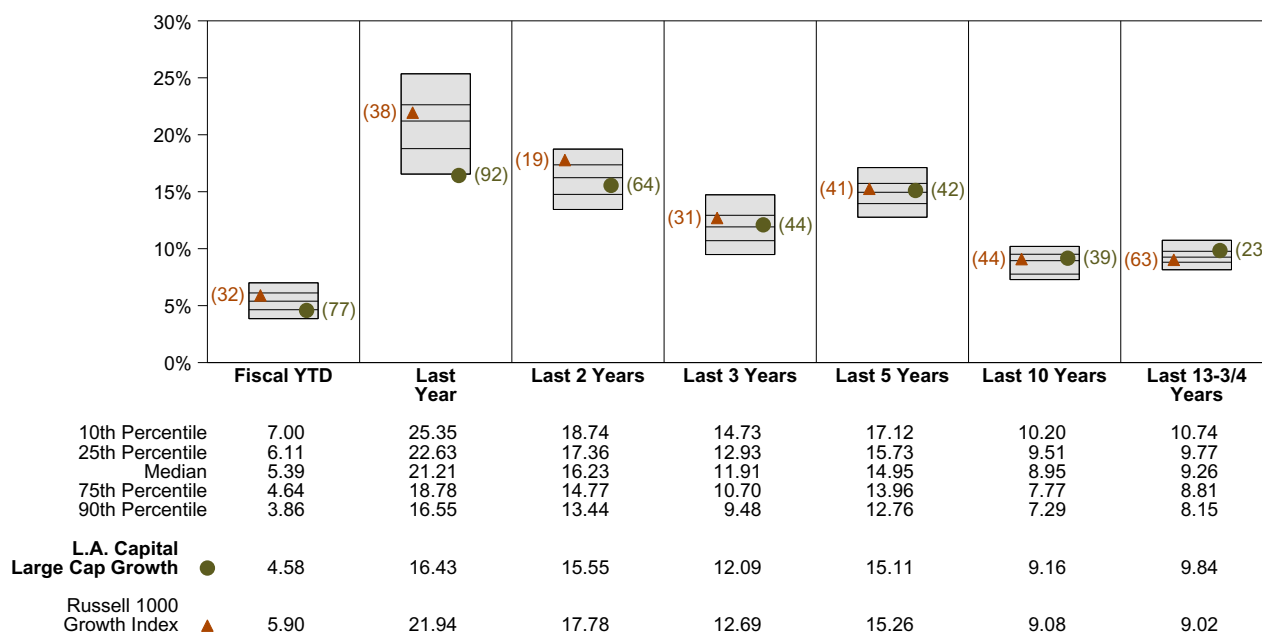 30%
25%
20%
15%
10%
5%
0%
(32) (77)
(38) (92)
(19) (64)
(31) (44)
(41) (42)
(44) (39)
(63) (23
Fiscal YTD Last Year Last 2 Years Last 3 Years Last 5 Years Last 10 Years Last 13-3/4 Years
10th Percentile 7.00 25.35 18.74 14.73 17.12 10.20 10.74
25th Percentile 6.11 22.63 17.36 12.93 15.73 9.51 9.77
Median 5.39 21.21 16.23 11.91 14.95 8.95 9.26
75th Percentile 4.64 18.78 14.77 10.70 13.96 7.77 8.81
90th Percentile 3.86 16.55 13.44 9.48 12.76 7.29 8.15
L.A. Capital
Large Cap Growth 4.58 16.43 15.55 12.09 15.11 9.16 9.84
Russell 1000
Growth Index 5.90 21.94 17.78 12.69 15.26 9.08 9.02